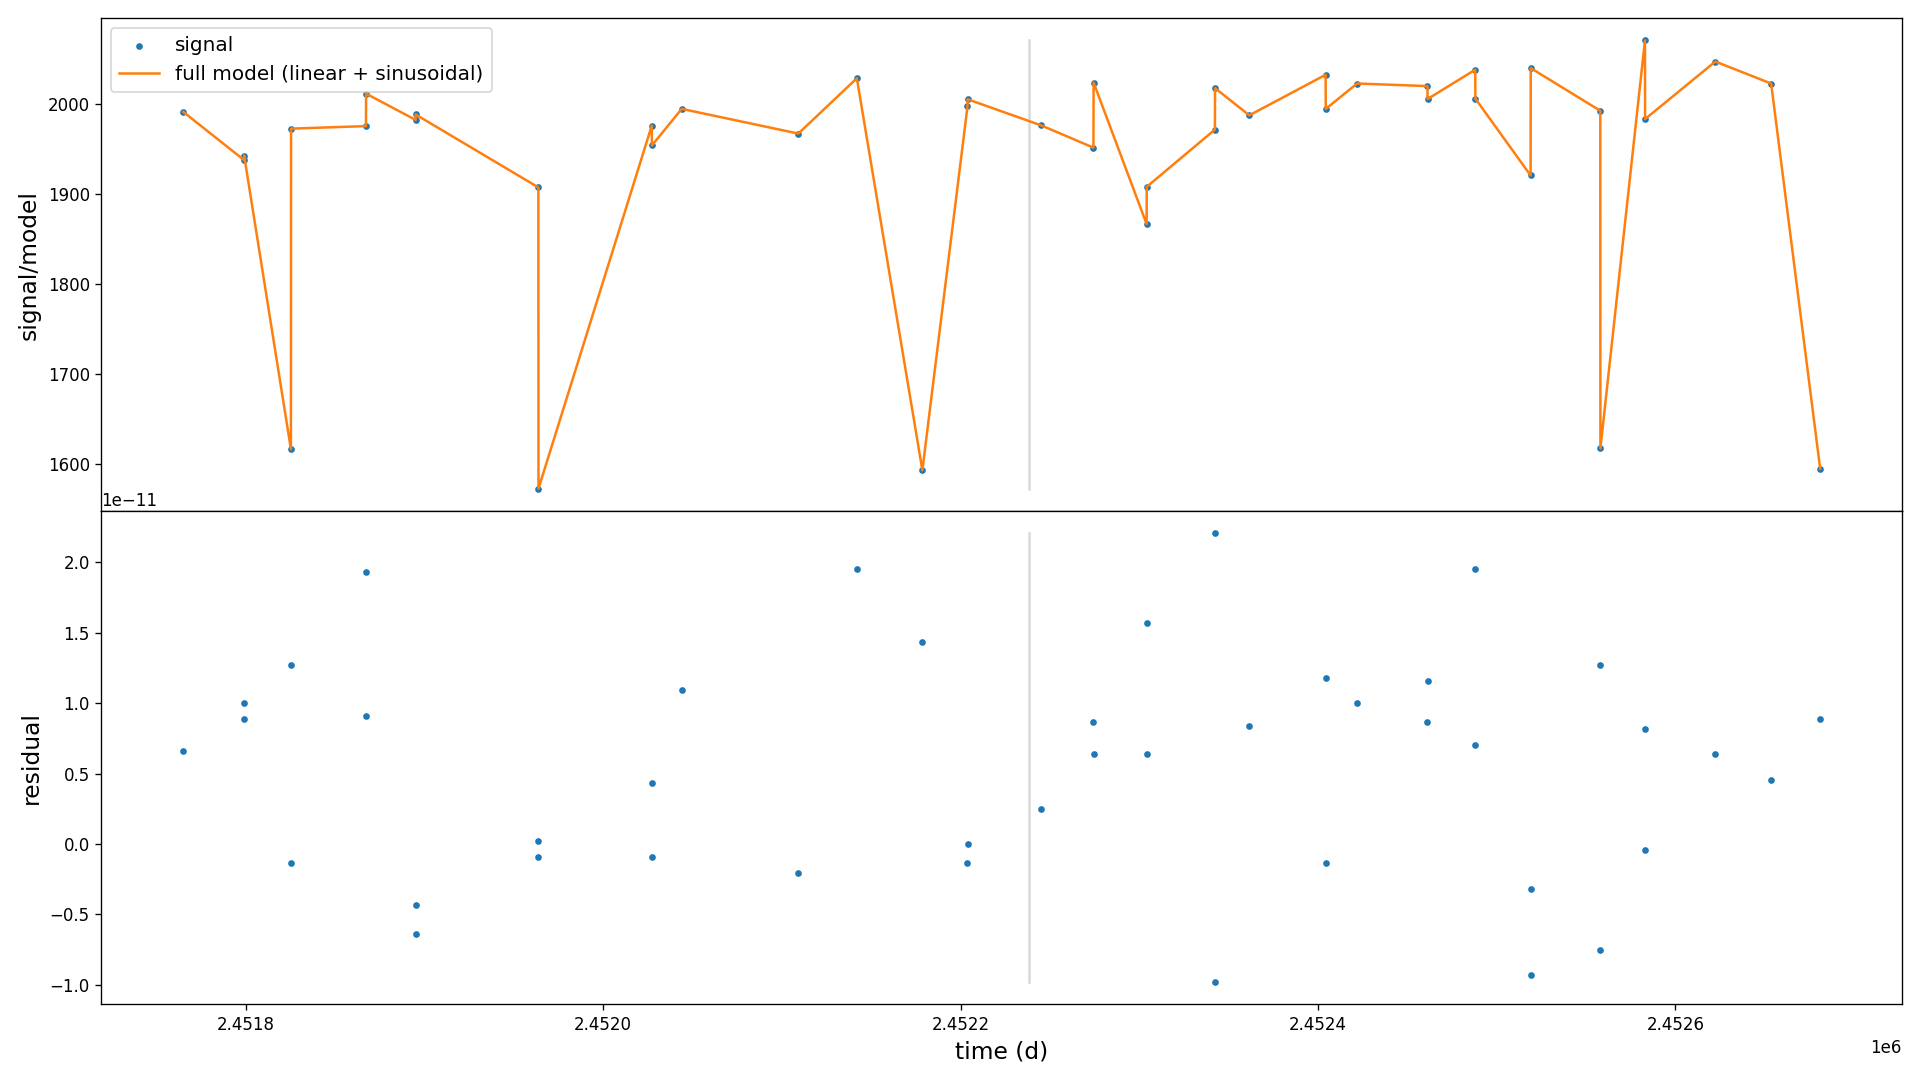 signal
full model (linear + sinusoidal)
2000
1900
1800
1700
1600
signal/model
1e−11
2.0
1.5
1.0
0.5
0.0
−0.5
−1.0
residual
2.4518
2.4520
2.4522
2.4524
2.4526
1e6
time (d)